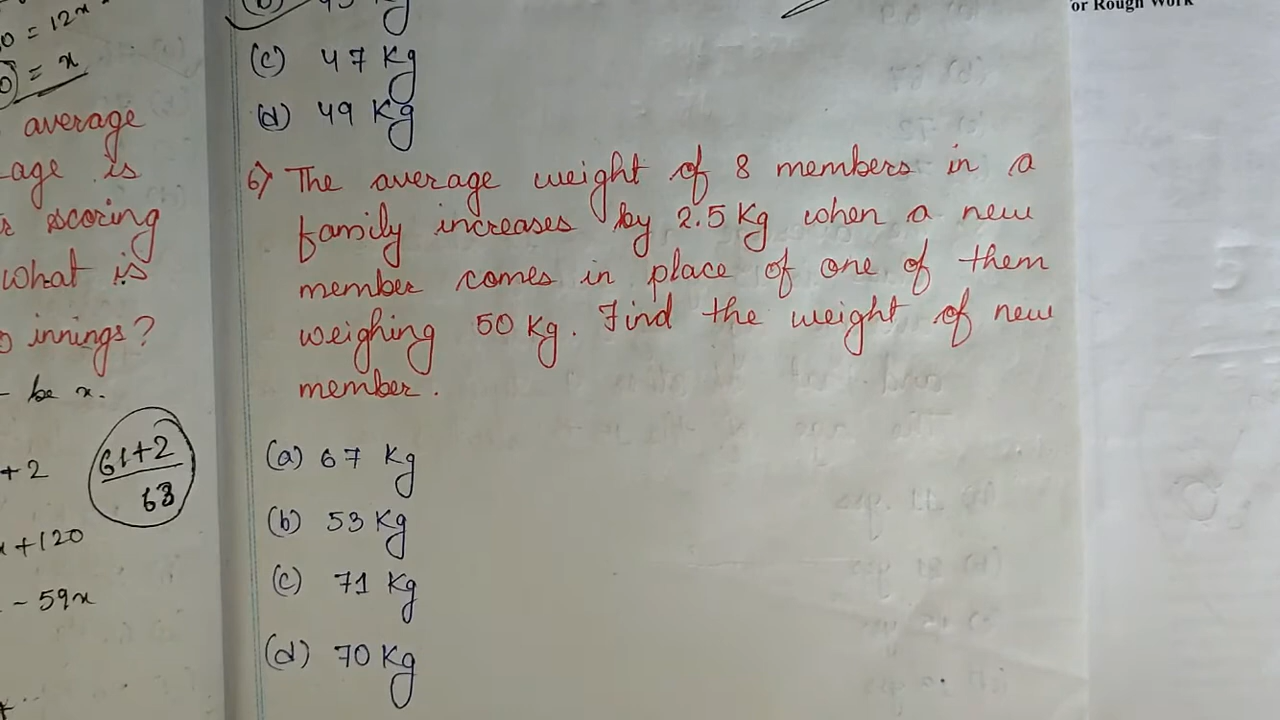 0 = 12x
= x
average
age is
scoring
what is
innings?
be x.
+ 2
61+2
63
x +120
- 59x
or Rough Work
(c) 47 Kg
(d) 49 Kg
6) The average weight of 8 members in a
family increases by 2.5 Kg when a new
member comes in place of one of them
weighing 50 Kg. Find the weight of new
member.
(a) 67 Kg
(b) 53 Kg
(c) 71 Kg
(d) 70 Kg